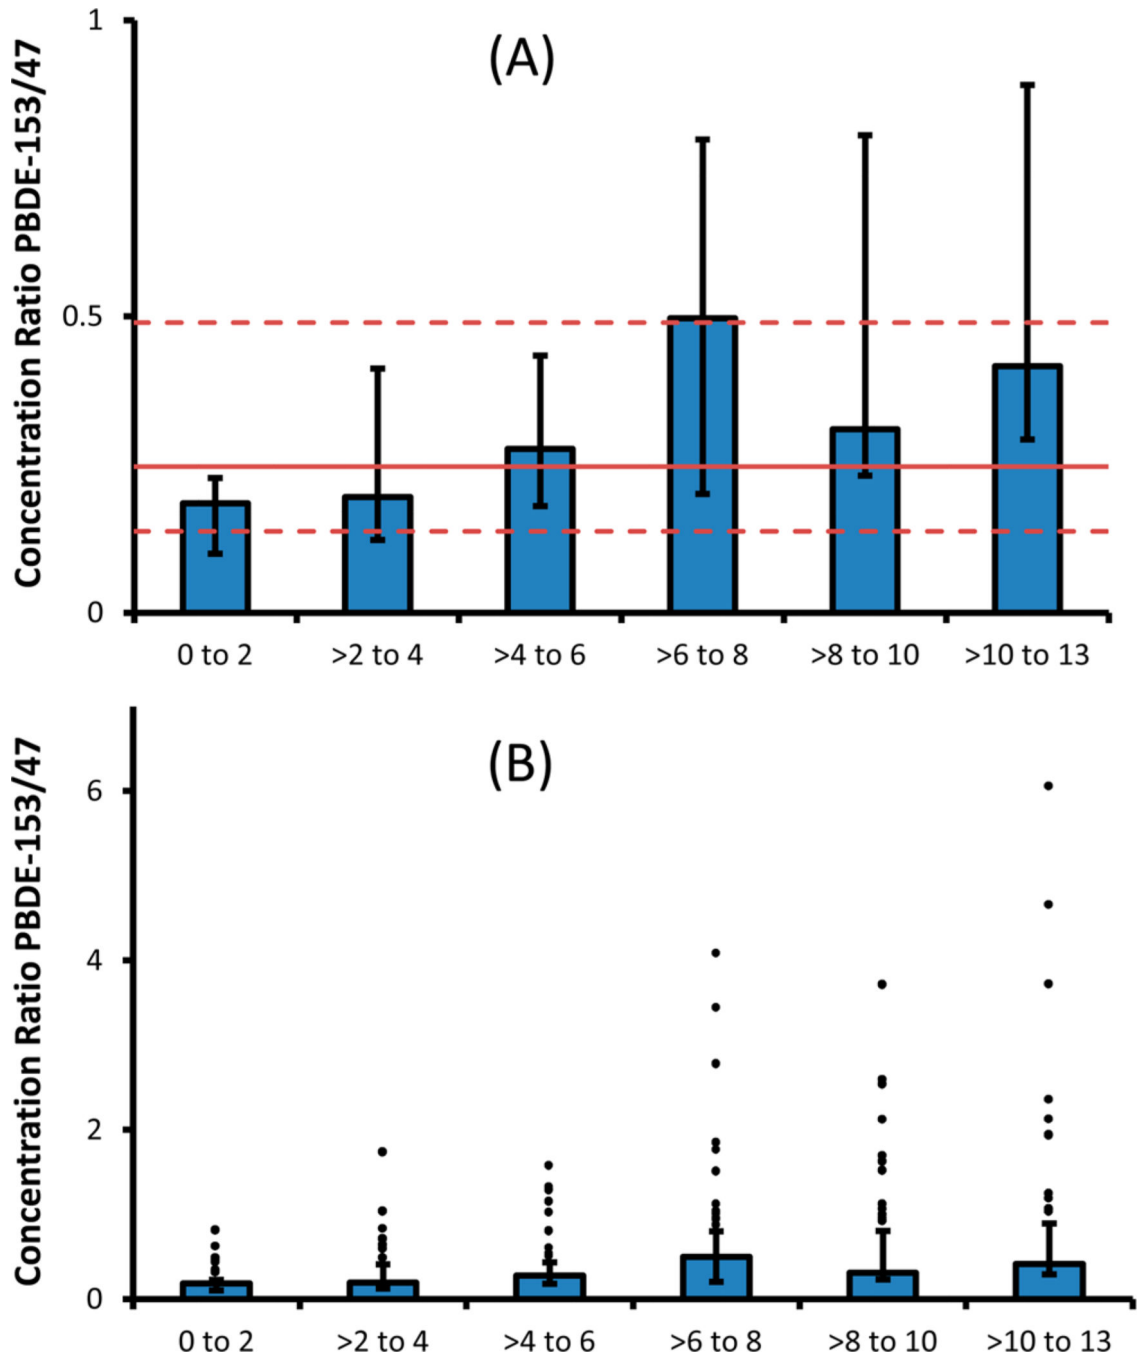 (A)
Concentration Ratio PBDE-153/47
1
0.5
0
0 to 2 >2 to 4 >4 to 6 >6 to 8 >8 to 10 >10 to 13
(B)
Concentration Ratio PBDE-153/47
6
4
2
0
0 to 2 >2 to 4 >4 to 6 >6 to 8 >8 to 10 >10 to 13